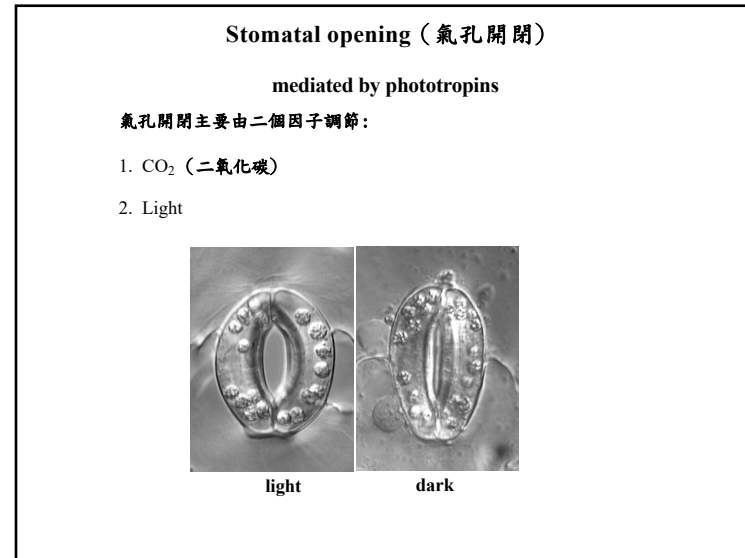 Stomatal opening（氣孔開閉）
mediated by phototropins
氣孔開閉主要由二個因子調節：
1. CO₂（二氧化碳）
2. Light
light dark